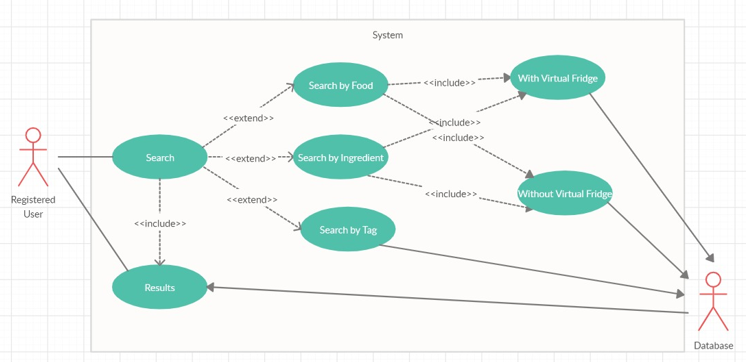 System
Search by Food
<<include>>
With Virtual Fridge
<<extend>>
<<include>>
<<include>>
Search
<<extend>>
Search by Ingredient
<<include>>
Without Virtual Fridge
Registered
User
<<extend>>
<<include>>
Search by Tag
Results
Database